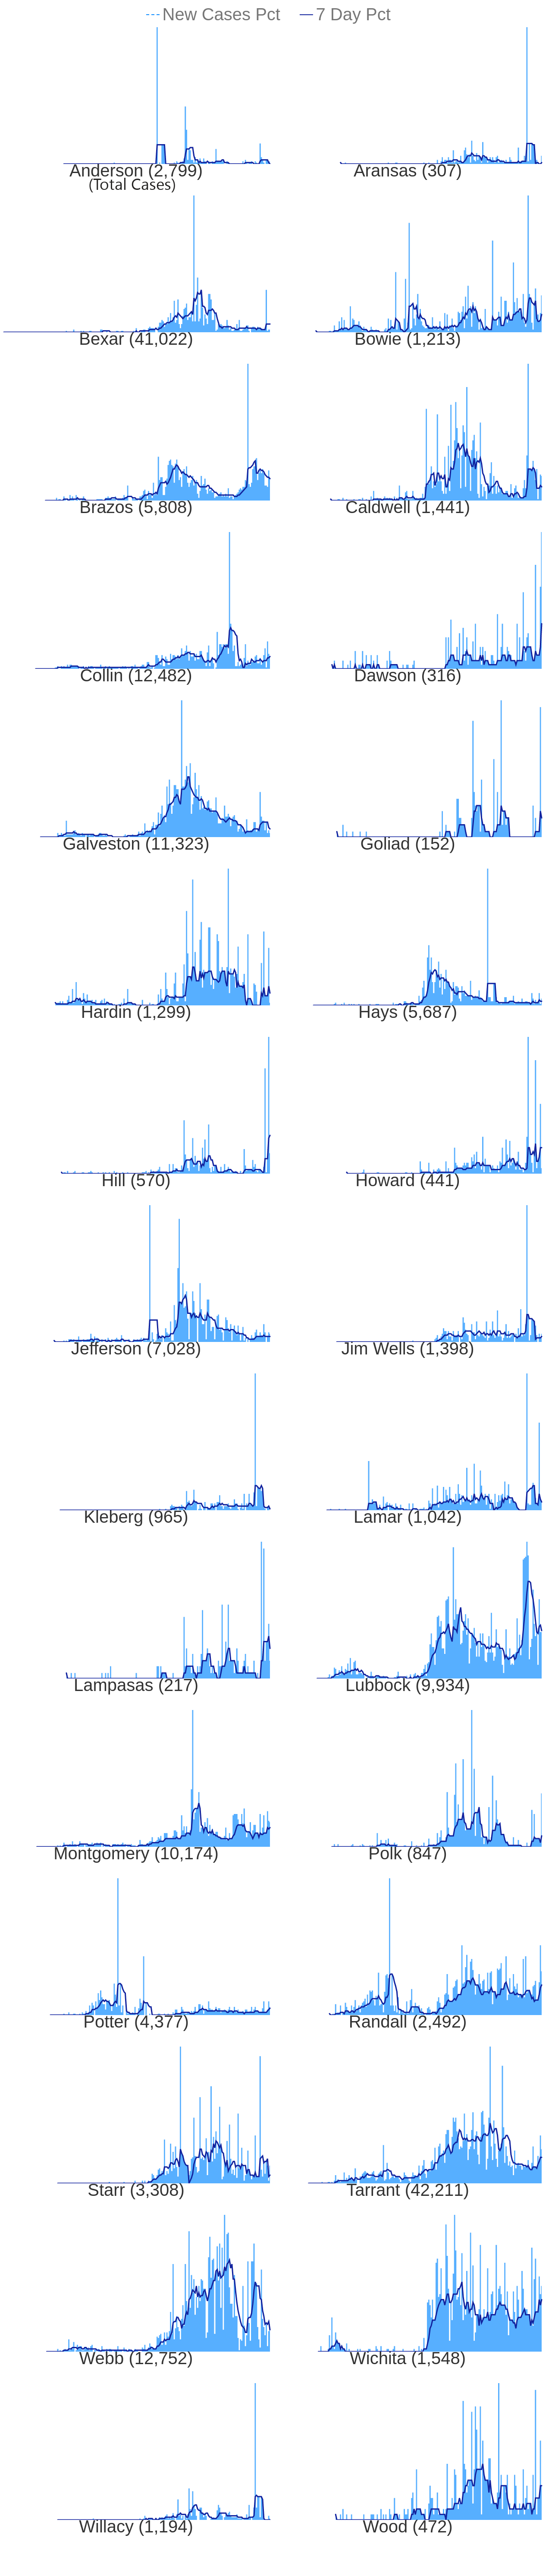 New Cases Pct 7 Day Pct
Anderson (2,799) Aransas (307)
(Total Cases)
Bexar (41,022) Bowie (1,213)
Brazos (5,808) Caldwell (1,441)
Collin (12,482) Dawson (316)
Galveston (11,323) Goliad (152)
Hardin (1,299) Hays (5,687)
Hill (570) Howard (441)
Jefferson (7,028) Jim Wells (1,398)
Kleberg (965) Lamar (1,042)
Lampasas (217) Lubbock (9,934)
Montgomery (10,174) Polk (847)
Potter (4,377) Randall (2,492)
Starr (3,308) Tarrant (42,211)
Webb (12,752) Wichita (1,548)
Willacy (1,194) Wood (472)